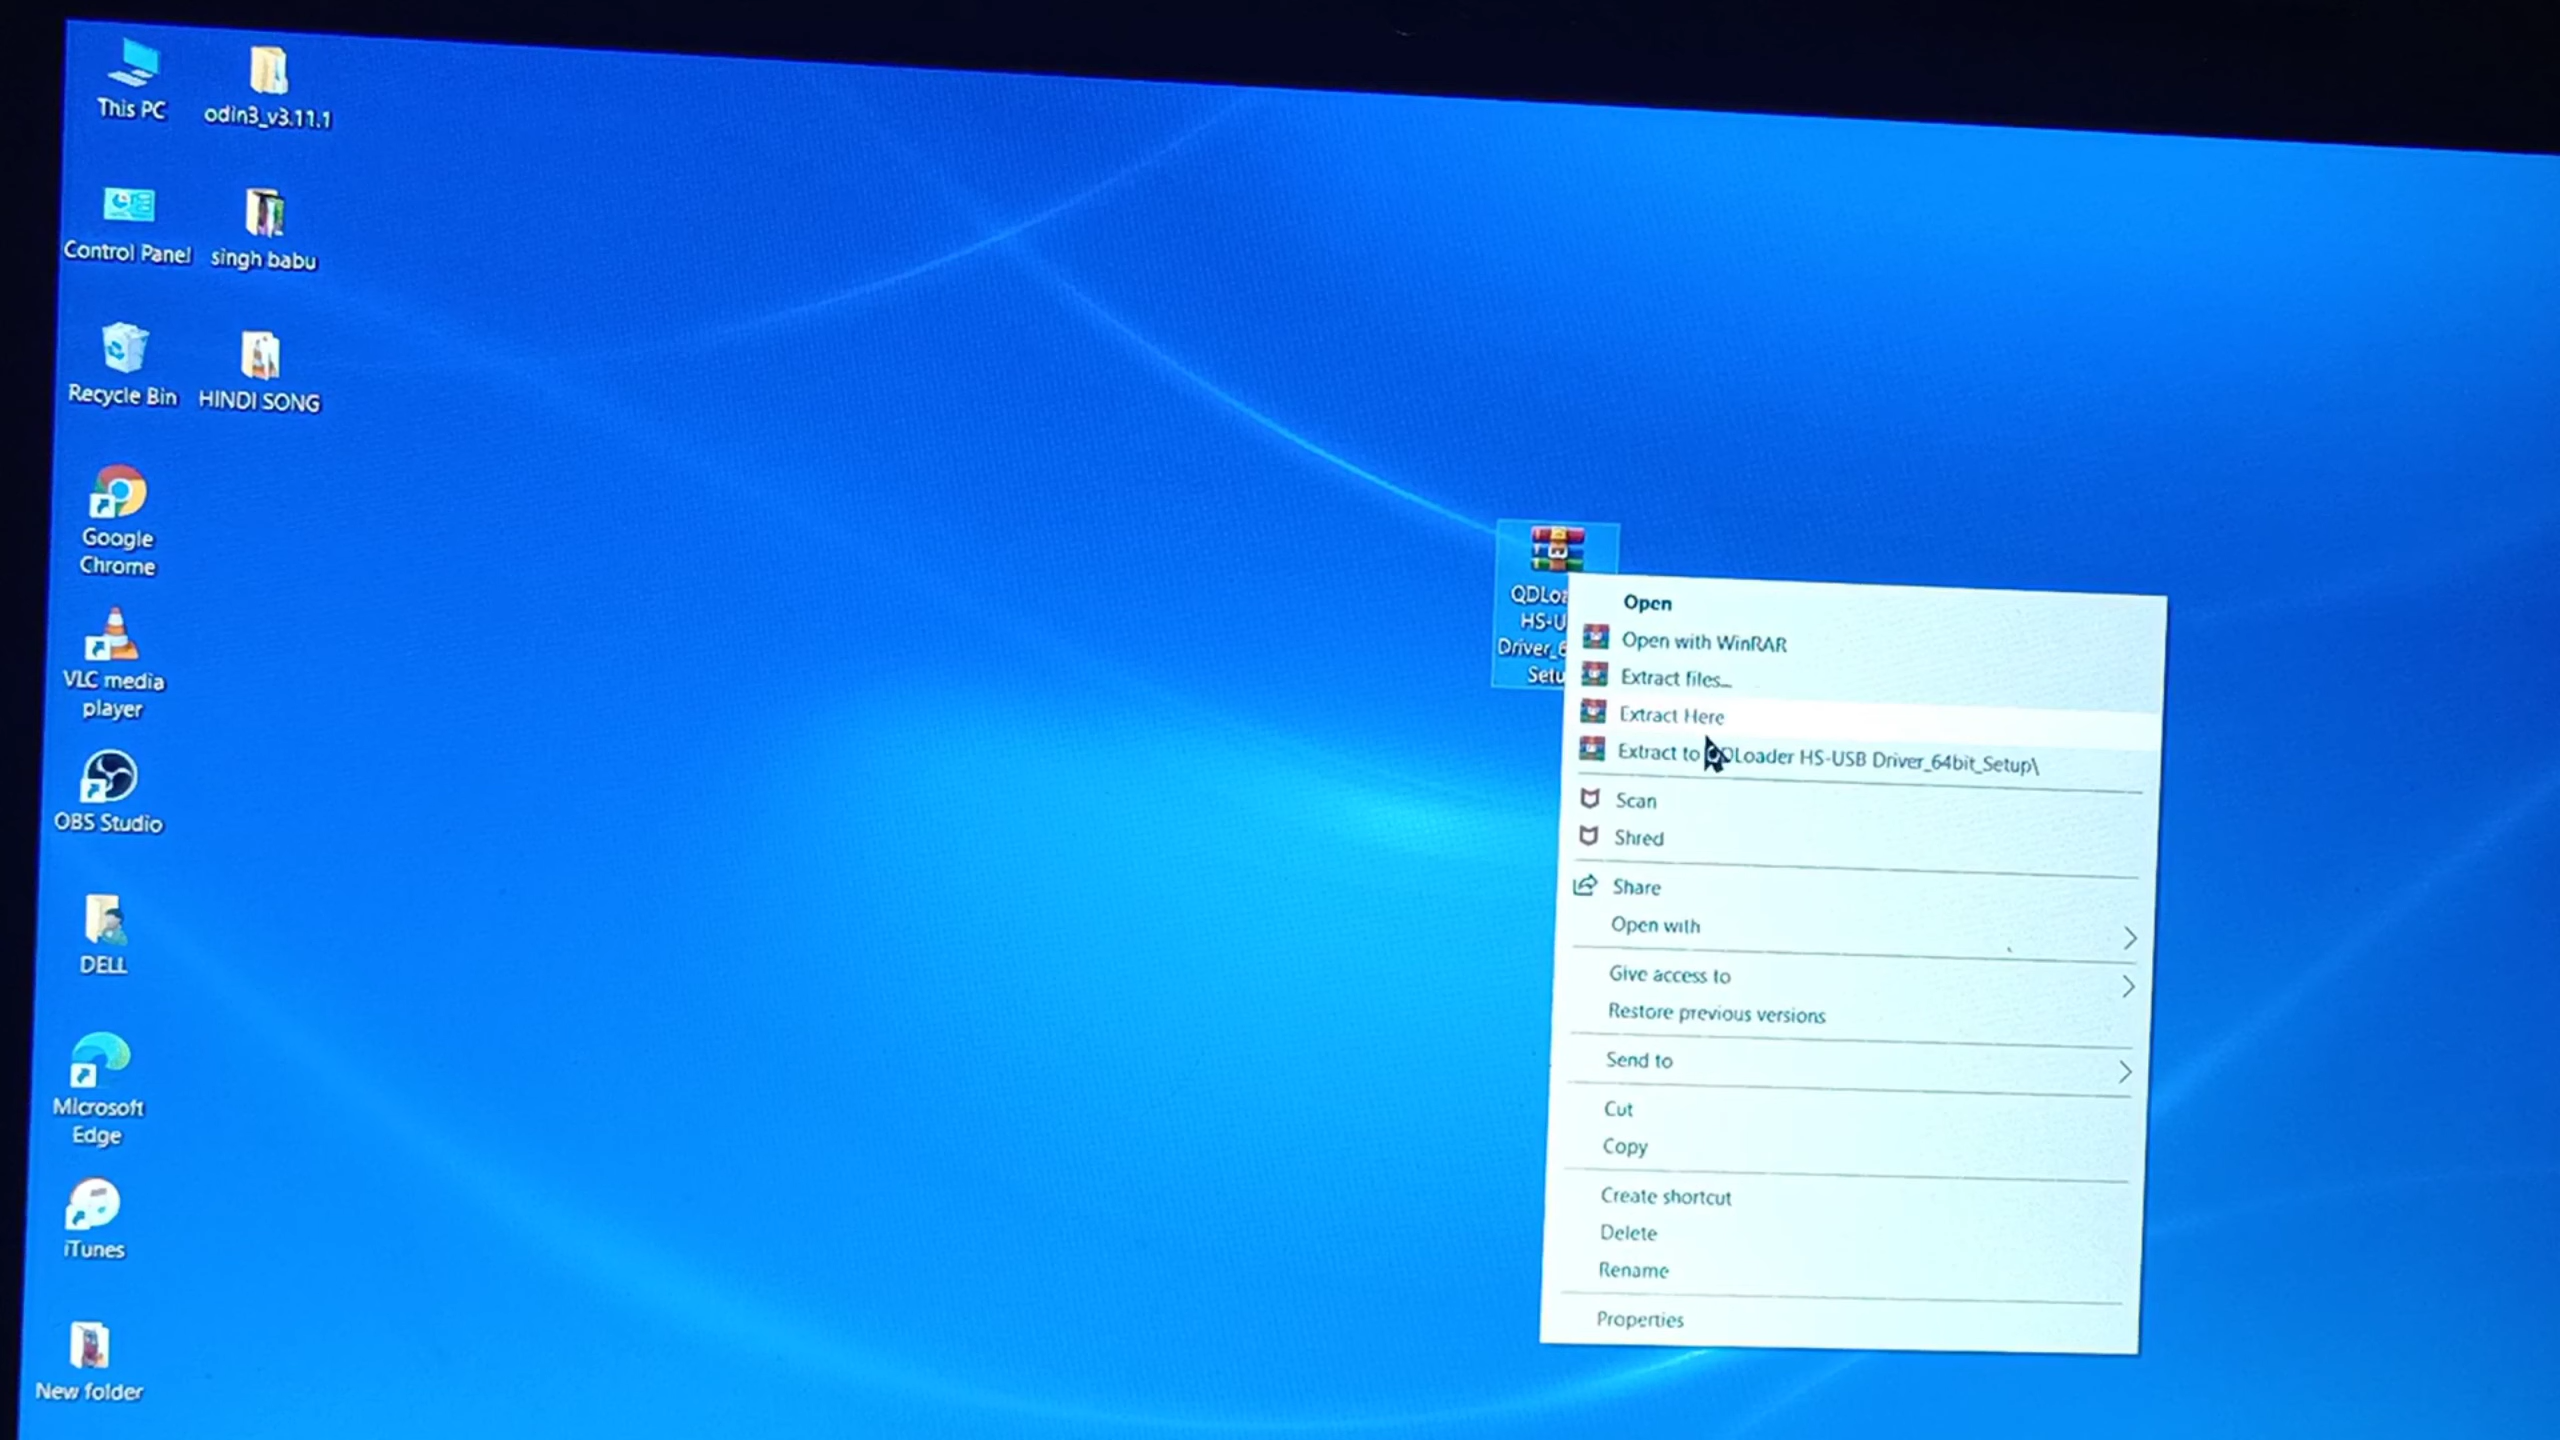 This PC
odin3_v3.11.1
Control Panel
singh babu
Recycle Bin
HINDI SONG
Google
Chrome
VLC media
player
OBS Studio
DELL
Microsoft
Edge
iTunes
New folder
QDLoa
HS-U
Driver_6
Setu
Open
Open with WinRAR
Extract files...
Extract Here
Extract to QDLoader HS-USB Driver_64bit_Setup\
Scan
Shred
Share
Open with
Give access to
Restore previous versions
Send to
Cut
Copy
Create shortcut
Delete
Rename
Properties